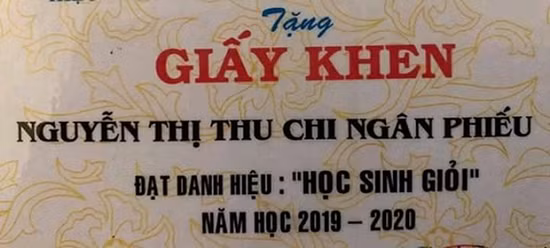 Tặng
GIẤY KHEN
NGUYỄN THỊ THU CHI NGÂN PHIẾU
ĐẠT DANH HIỆU : "HỌC SINH GIỎI"
NĂM HỌC 2019 – 2020